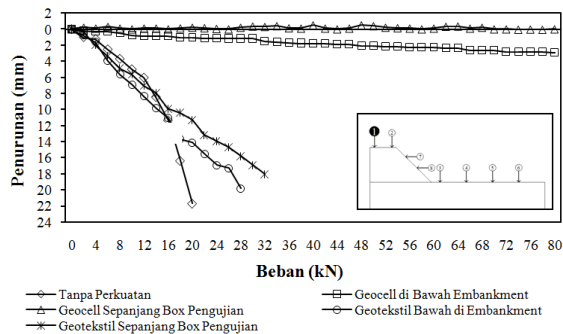 Penurunan (mm)
2
0
2
4
6
8
10
12
14
16
18
20
22
24
0 4 8 12 16 20 24 28 32 36 40 44 48 52 56 60 64 68 72 76 80
Beban (kN)
1 2
Tanpa Perkuatan
Geocell di Bawah Embankment
Geocell Sepanjang Box Pengujian
Geotekstil Bawah di Embankment
Geotekstil Sepanjang Box Pengujian